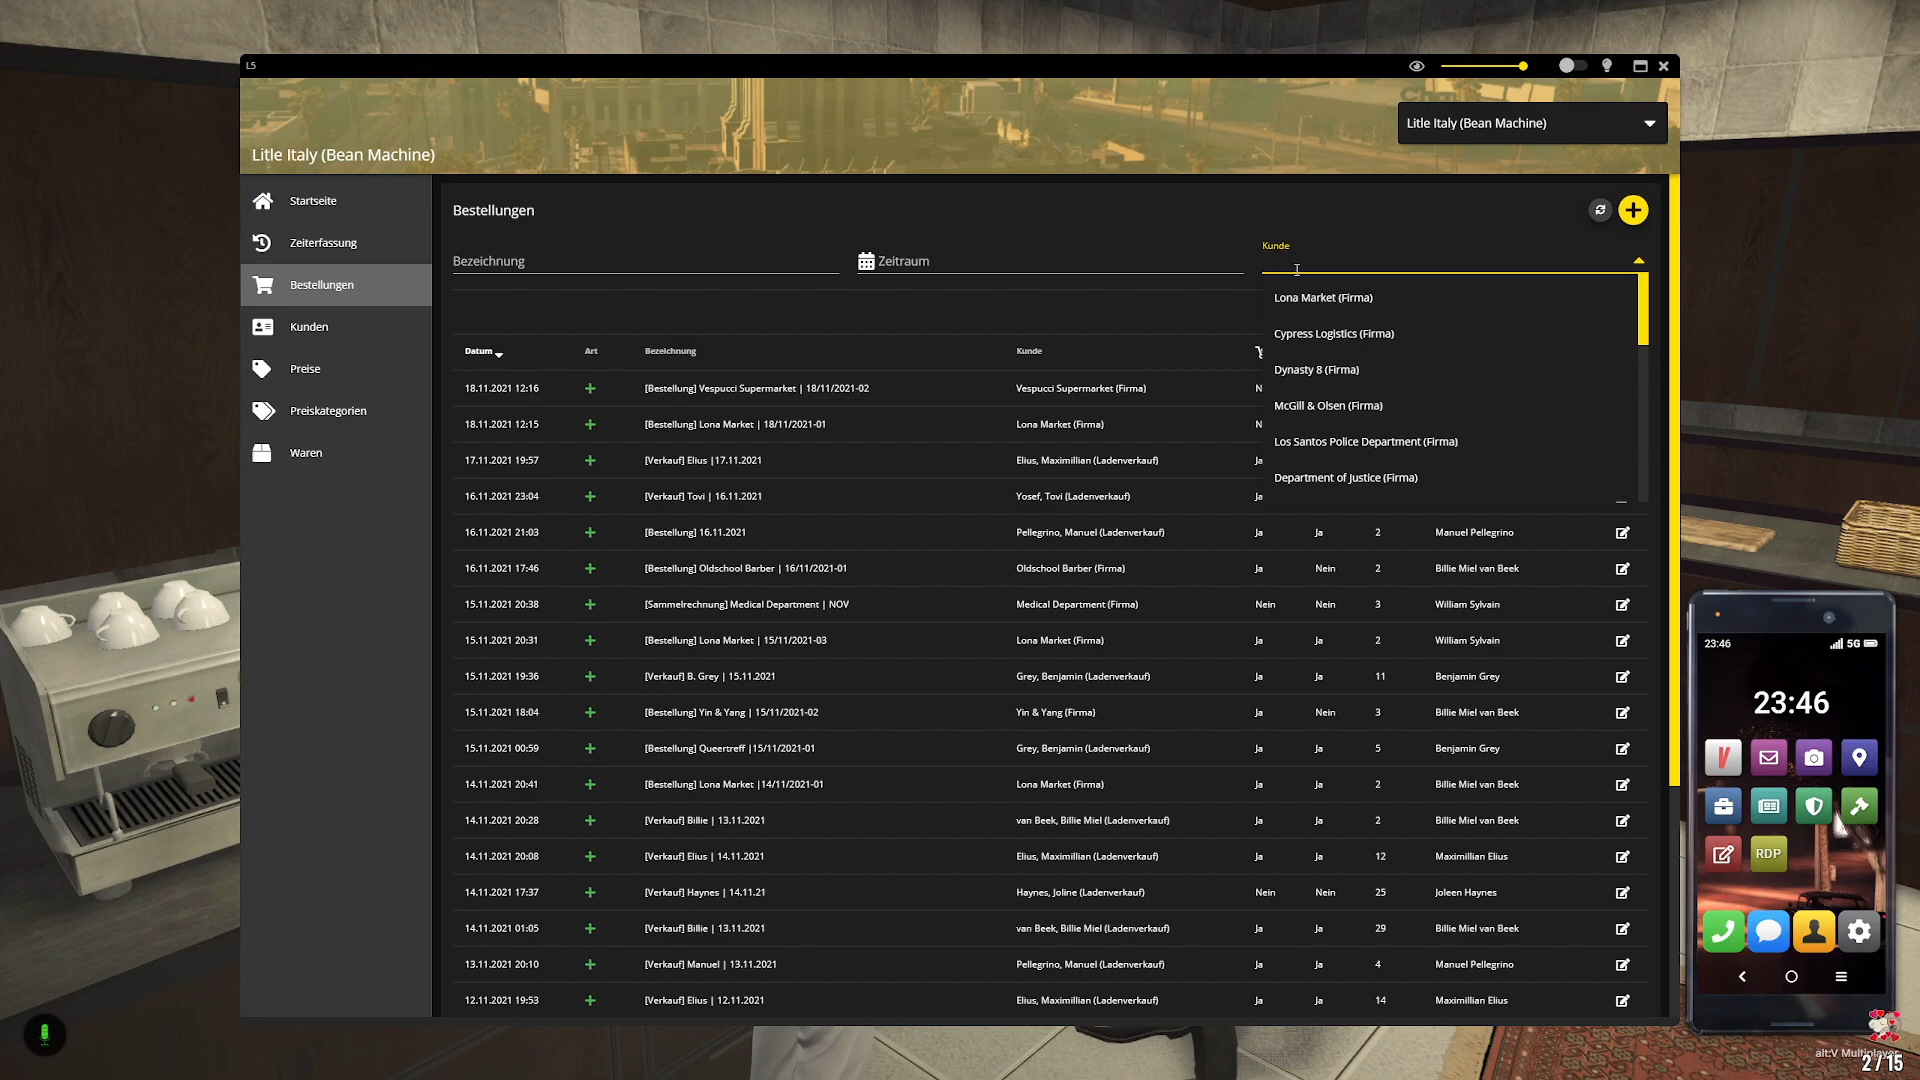 L5
Litle Italy (Bean Machine)
Litle Italy (Bean Machine)
Startseite
Zeiterfassung
Bestellungen
Kunden
Preise
Preiskategorien
Waren
Bestellungen
Bezeichnung
Zeitraum
Kunde
Lona Market (Firma)
Cypress Logistics (Firma)
Dynasty 8 (Firma)
McGill & Olsen (Firma)
Los Santos Police Department (Firma)
Department of Justice (Firma)
Datum Art Bezeichnung Kunde
18.11.2021 12:16 [Bestellung] Vespucci Supermarket | 18/11/2021-02 Vespucci Supermarket (Firma) N
18.11.2021 12:15 [Bestellung] Lona Market | 18/11/2021-01 Lona Market (Firma) N
17.11.2021 19:57 [Verkauf] Elius |17.11.2021 Elius, Maximillian (Ladenverkauf) Ja
16.11.2021 23:04 [Verkauf] Tovi | 16.11.2021 Yosef, Tovi (Ladenverkauf) Ja
16.11.2021 21:03 [Bestellung] 16.11.2021 Pellegrino, Manuel (Ladenverkauf) Ja Ja 2 Manuel Pellegrino
16.11.2021 17:46 [Bestellung] Oldschool Barber | 16/11/2021-01 Oldschool Barber (Firma) Ja Nein 2 Billie Miel van Beek
15.11.2021 20:38 [Sammelrechnung] Medical Department | NOV Medical Department (Firma) Nein Nein 3 William Sylvain
15.11.2021 20:31 [Bestellung] Lona Market | 15/11/2021-03 Lona Market (Firma) Ja Ja 2 William Sylvain
15.11.2021 19:36 [Verkauf] B. Grey | 15.11.2021 Grey, Benjamin (Ladenverkauf) Ja Ja 11 Benjamin Grey
15.11.2021 18:04 [Bestellung] Yin & Yang | 15/11/2021-02 Yin & Yang (Firma) Ja Nein 3 Billie Miel van Beek
15.11.2021 00:59 [Bestellung] Queertreff |15/11/2021-01 Grey, Benjamin (Ladenverkauf) Ja Ja 5 Benjamin Grey
14.11.2021 20:41 [Bestellung] Lona Market |14/11/2021-01 Lona Market (Firma) Ja Ja 2 Billie Miel van Beek
14.11.2021 20:28 [Verkauf] Billie | 13.11.2021 van Beek, Billie Miel (Ladenverkauf) Ja Ja 2 Billie Miel van Beek
14.11.2021 20:08 [Verkauf] Elius | 14.11.2021 Elius, Maximillian (Ladenverkauf) Ja Ja 12 Maximillian Elius
14.11.2021 17:37 [Verkauf] Haynes | 14.11.21 Haynes, Joline (Ladenverkauf) Nein Nein 25 Joleen Haynes
14.11.2021 01:05 [Verkauf] Billie | 13.11.2021 van Beek, Billie Miel (Ladenverkauf) Ja Ja 29 Billie Miel van Beek
13.11.2021 20:10 [Verkauf] Manuel | 13.11.2021 Pellegrino, Manuel (Ladenverkauf) Ja Ja 4 Manuel Pellegrino
12.11.2021 19:53 [Verkauf] Elius | 12.11.2021 Elius, Maximillian (Ladenverkauf) Ja Ja 14 Maximillian Elius
23:46 5G
23:46
RDP
alt:V Multiplayer
2 / 15